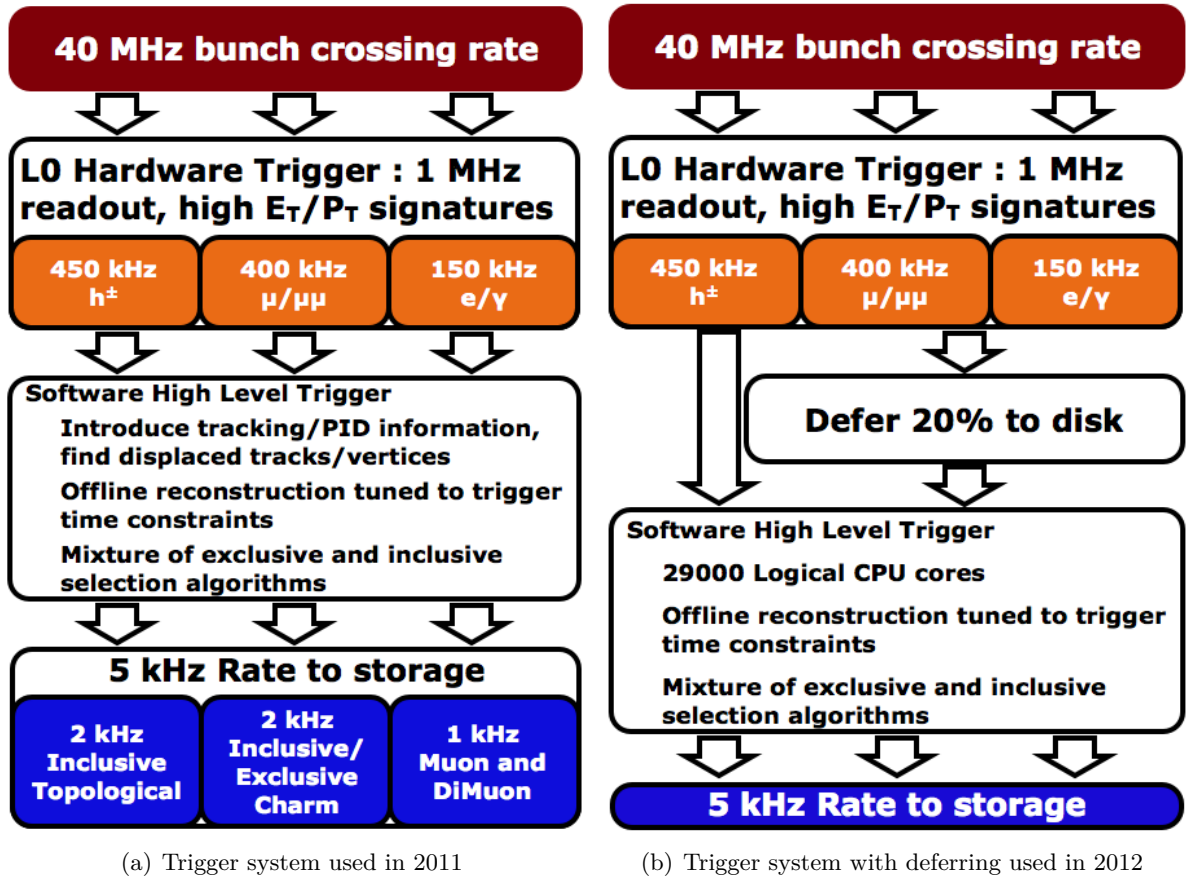 40 MHz bunch crossing rate
L0 Hardware Trigger : 1 MHz
readout, high E_T/P_T signatures
450 kHz
h±
400 kHz
μ/μμ
150 kHz
e/γ
Software High Level Trigger
Introduce tracking/PID information,
find displaced tracks/vertices
Offline reconstruction tuned to trigger
time constraints
Mixture of exclusive and inclusive
selection algorithms
5 kHz Rate to storage
2 kHz
Inclusive
Topological
2 kHz
Inclusive/
Exclusive
Charm
1 kHz
Muon and
DiMuon
(a) Trigger system used in 2011
40 MHz bunch crossing rate
L0 Hardware Trigger : 1 MHz
readout, high E_T/P_T signatures
450 kHz
h±
400 kHz
μ/μμ
150 kHz
e/γ
Defer 20% to disk
Software High Level Trigger
29000 Logical CPU cores
Offline reconstruction tuned to trigger
time constraints
Mixture of exclusive and inclusive
selection algorithms
5 kHz Rate to storage
(b) Trigger system with deferring used in 2012